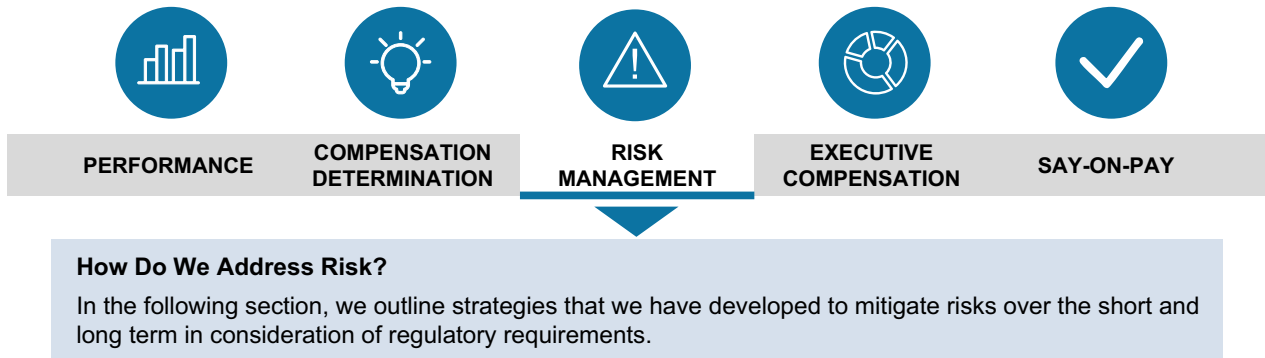 PERFORMANCE
COMPENSATION
DETERMINATION
RISK
MANAGEMENT
EXECUTIVE
COMPENSATION
SAY-ON-PAY
How Do We Address Risk?
In the following section, we outline strategies that we have developed to mitigate risks over the short and
long term in consideration of regulatory requirements.